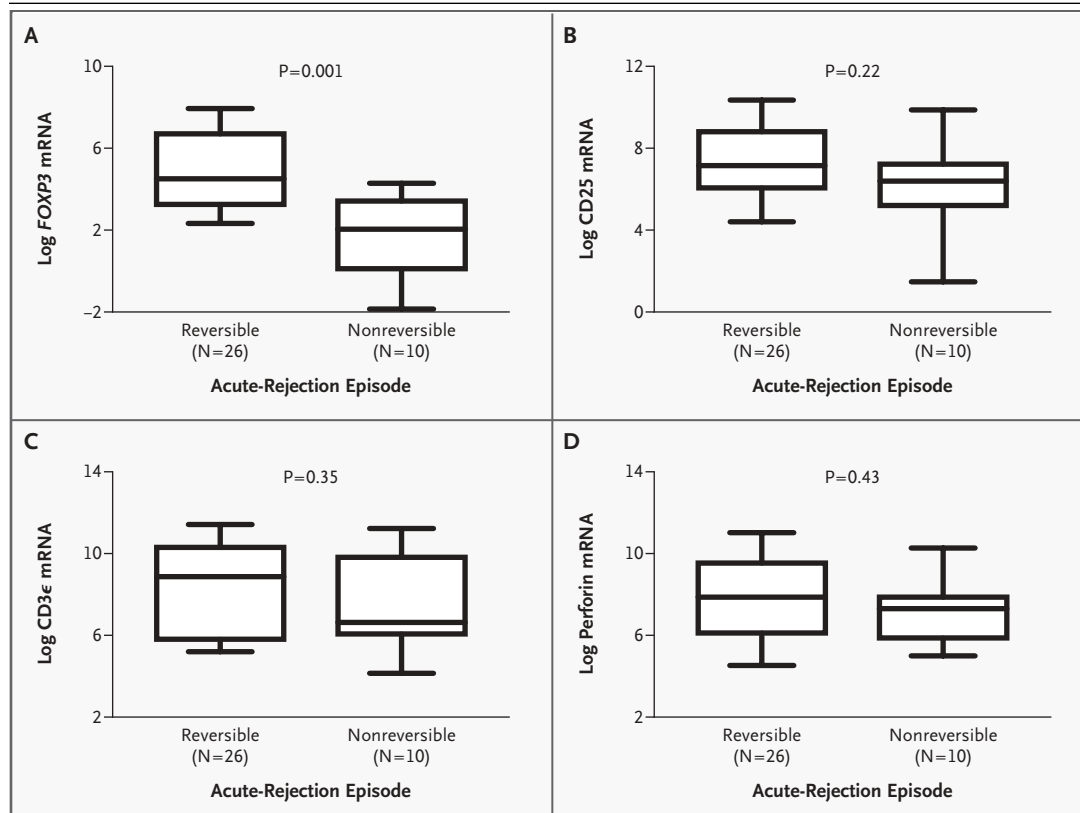 A
P=0.001
Log FOXP3 mRNA
10
6
2
−2
Reversible
(N=26)
Nonreversible
(N=10)
Acute-Rejection Episode
B
P=0.22
Log CD25 mRNA
12
8
4
0
Reversible
(N=26)
Nonreversible
(N=10)
Acute-Rejection Episode
C
P=0.35
Log CD3ϵ mRNA
14
10
6
2
Reversible
(N=26)
Nonreversible
(N=10)
Acute-Rejection Episode
D
P=0.43
Log Perforin mRNA
14
10
6
2
Reversible
(N=26)
Nonreversible
(N=10)
Acute-Rejection Episode